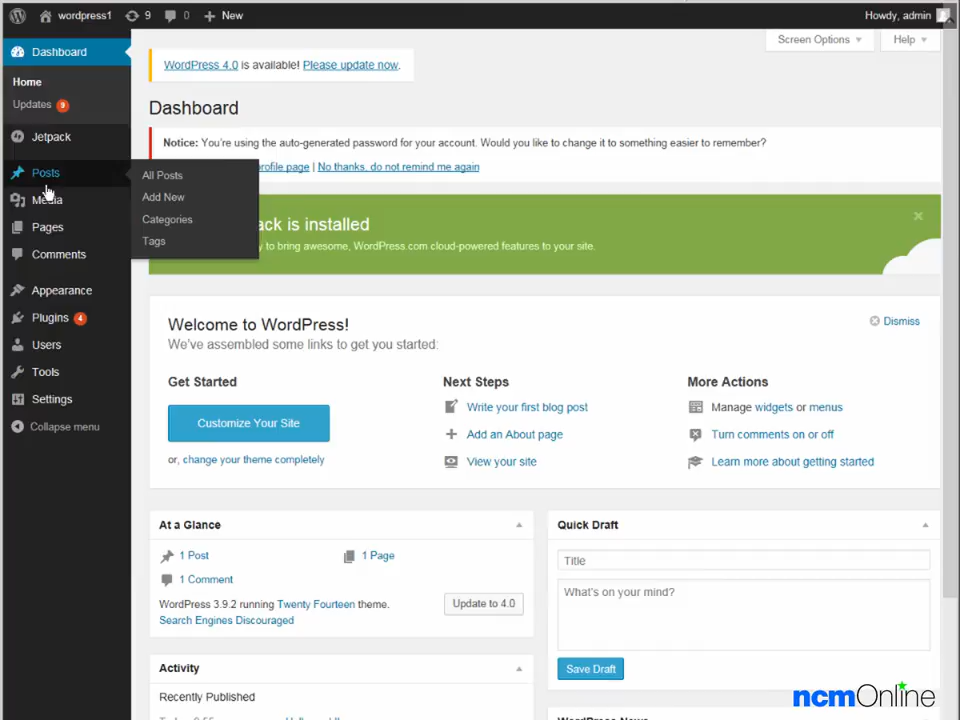 wordpress1 9 0 New Howdy, admin
Screen Options Help
Dashboard
Home
Updates 9
Jetpack
Posts
Media
Pages
Comments
Appearance
Plugins 4
Users
Tools
Settings
Collapse menu
All Posts
Add New
Categories
Tags
WordPress 4.0 is available! Please update now.
Dashboard
Notice: You're using the auto-generated password for your account. Would you like to change it to something easier to remember?
profile page | No thanks, do not remind me again
is installed
to bring awesome, WordPress.com cloud-powered features to your site.
Welcome to WordPress!
We've assembled some links to get you started:
Dismiss
Get Started
Customize Your Site
or, change your theme completely
Next Steps
Write your first blog post
Add an About page
View your site
More Actions
Manage widgets or menus
Turn comments on or off
Learn more about getting started
At a Glance
1 Post 1 Page
1 Comment
WordPress 3.9.2 running Twenty Fourteen theme.
Update to 4.0
Search Engines Discouraged
Activity
Recently Published
Quick Draft
Title
What's on your mind?
Save Draft
ncmOnline